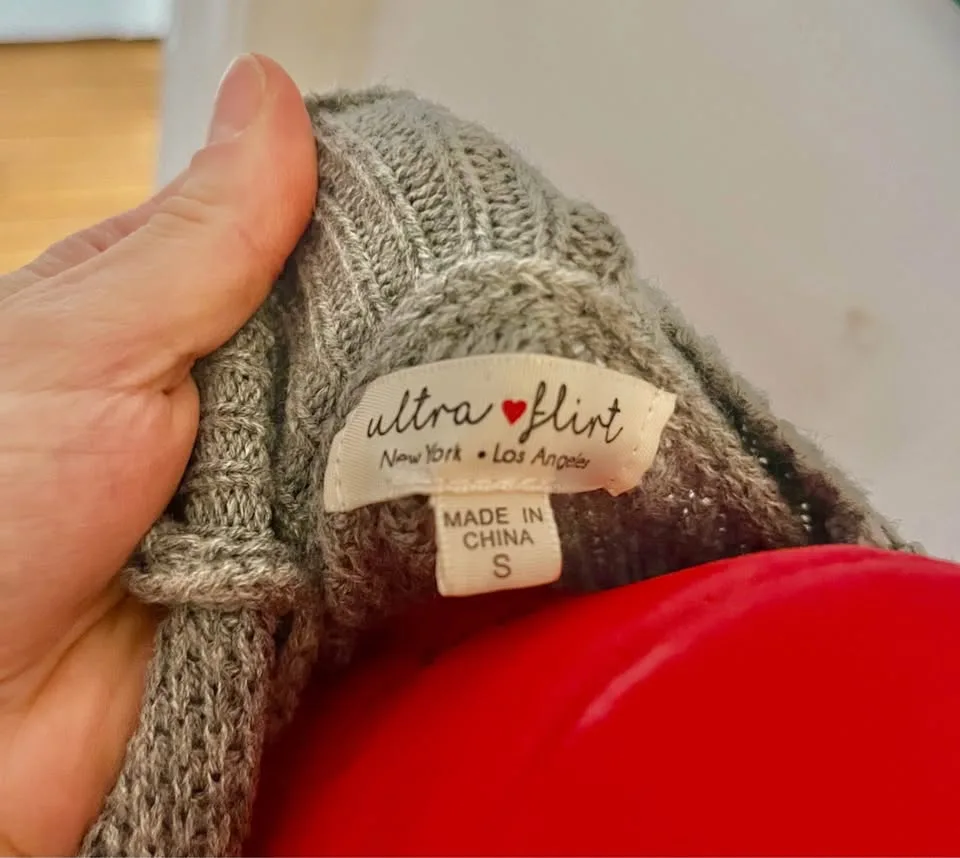 ultra flirt
New York • Los Angeles
MADE IN
CHINA
S